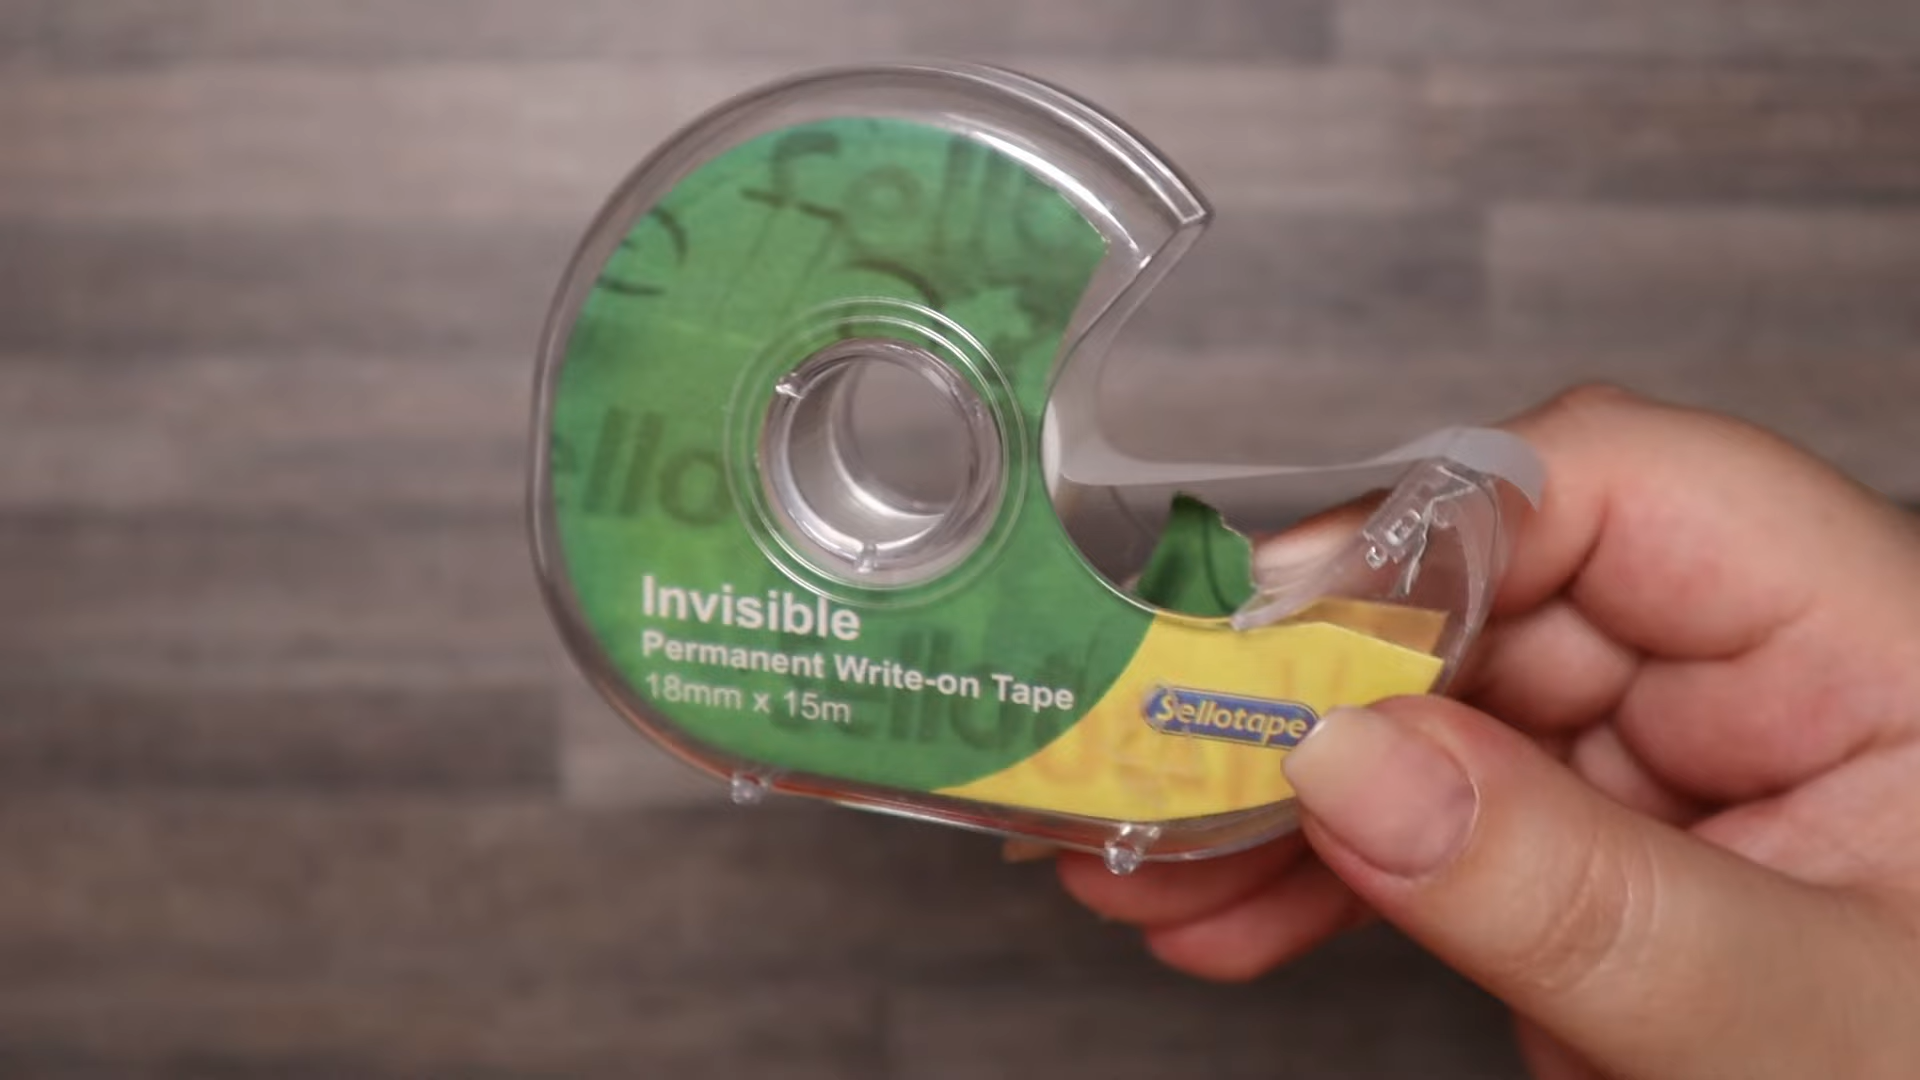 Invisible
Permanent Write-on Tape
18mm x 15m
Sellotape